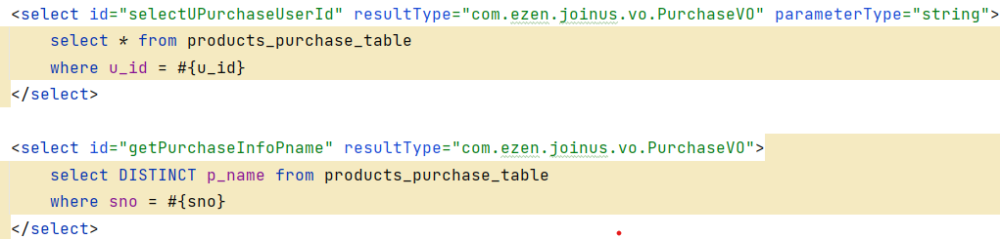 <select id="selectUPurchaseUserId" resultType="com.ezen.joinus.vo.PurchaseVO" parameterType="string">
    select * from products_purchase_table
    where u_id = #{u_id}
</select>
<select id="getPurchaseInfoPname" resultType="com.ezen.joinus.vo.PurchaseVO">
    select DISTINCT p_name from products_purchase_table
    where sno = #{sno}
</select>